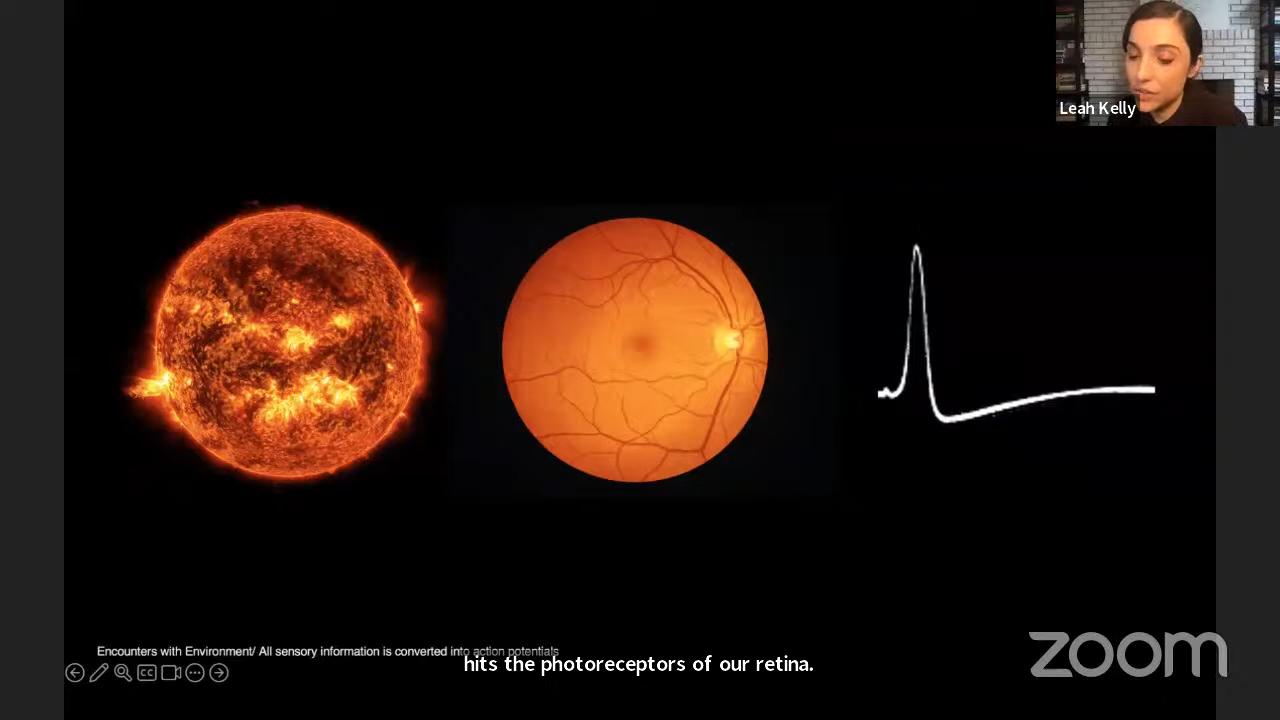 Leah Kelly
Encounters with Environment/ All sensory information is converted into action potentials
hits the photoreceptors of our retina.
CC
zoom